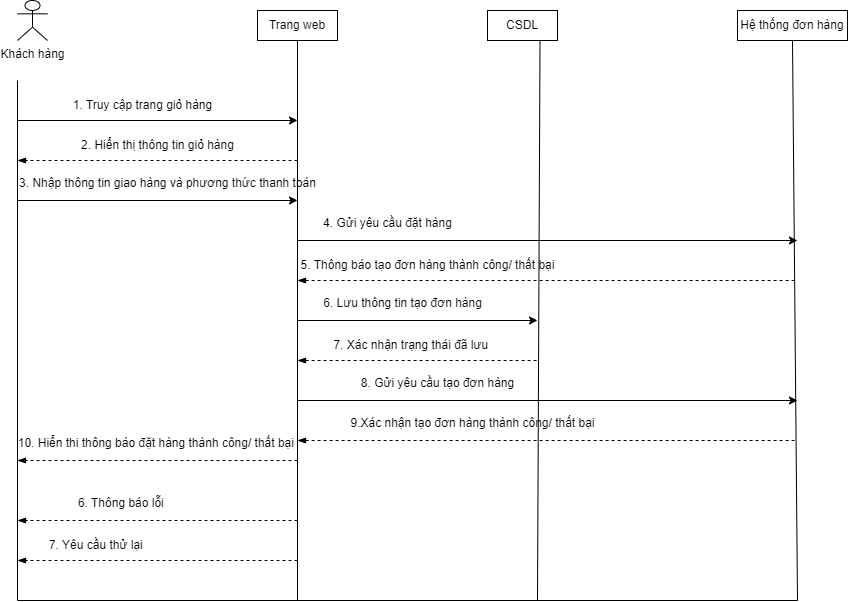 Khách hàng
Trang web
CSDL
Hệ thống đơn hàng
1. Truy cập trang giỏ hàng
2. Hiển thị thông tin giỏ hàng
3. Nhập thông tin giao hàng và phương thức thanh toán
4. Gửi yêu cầu đặt hàng
5. Thông báo tạo đơn hàng thành công/ thất bại
6. Lưu thông tin tạo đơn hàng
7. Xác nhận trạng thái đã lưu
8. Gửi yêu cầu tạo đơn hàng
9.Xác nhận tạo đơn hàng thành công/ thất bại
10. Hiển thi thông báo đặt hàng thành công/ thất bại
6. Thông báo lỗi
7. Yêu cầu thử lại